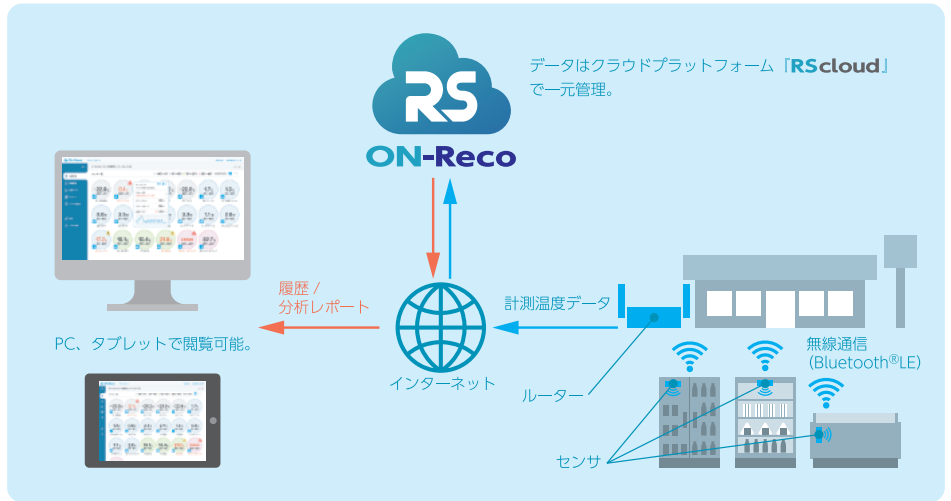 RS
ON-Reco
データはクラウドプラットフォーム『RScloud』
で一元管理。
履歴 /
分析レポート
計測温度データ
PC、タブレットで閲覧可能。
インターネット
ルーター
無線通信
(Bluetooth®LE)
センサ